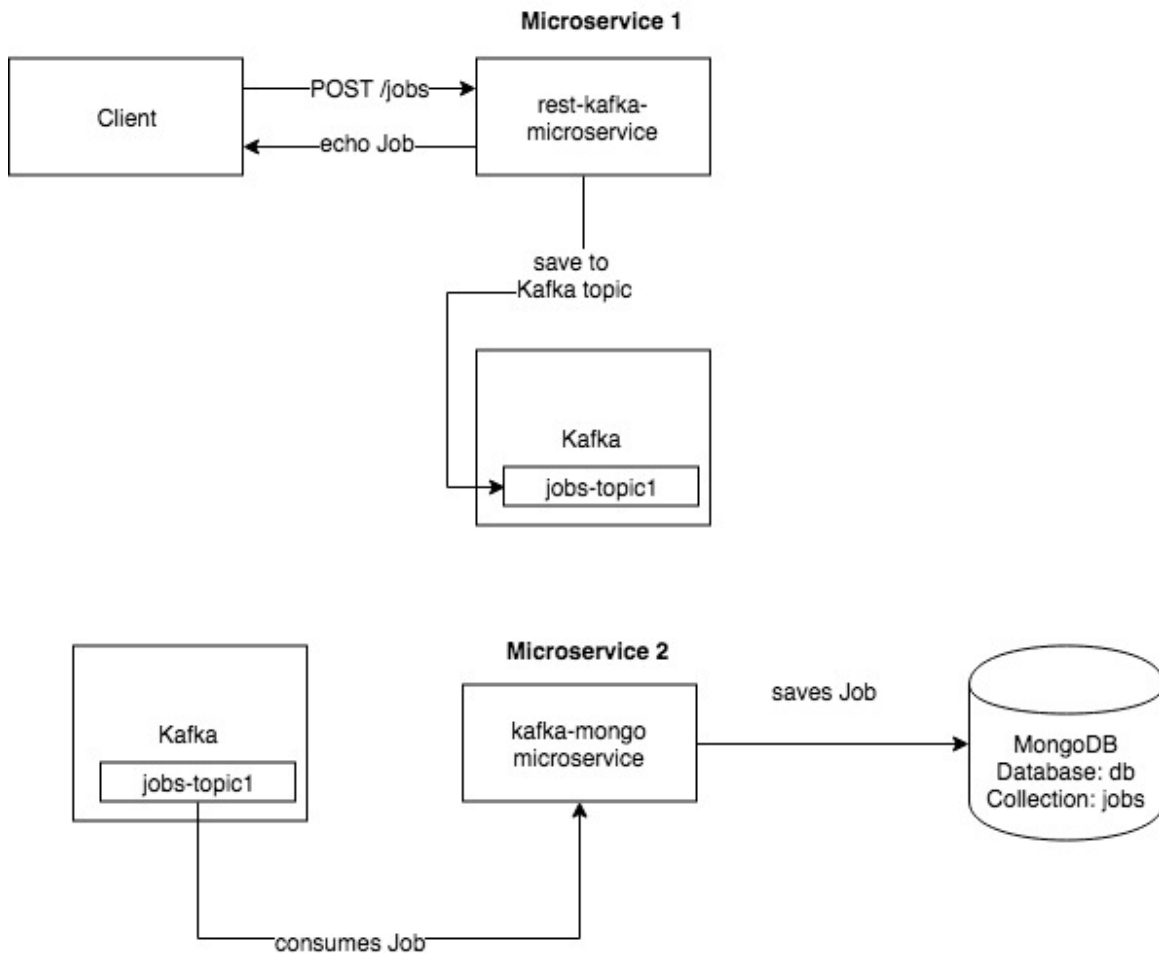 Microservice 1
Client
POST /jobs
echo Job
rest-kafka-
microservice
save to
Kafka topic
Kafka
jobs-topic1
Microservice 2
Kafka
jobs-topic1
kafka-mongo
microservice
saves Job
MongoDB
Database: db
Collection: jobs
consumes Job